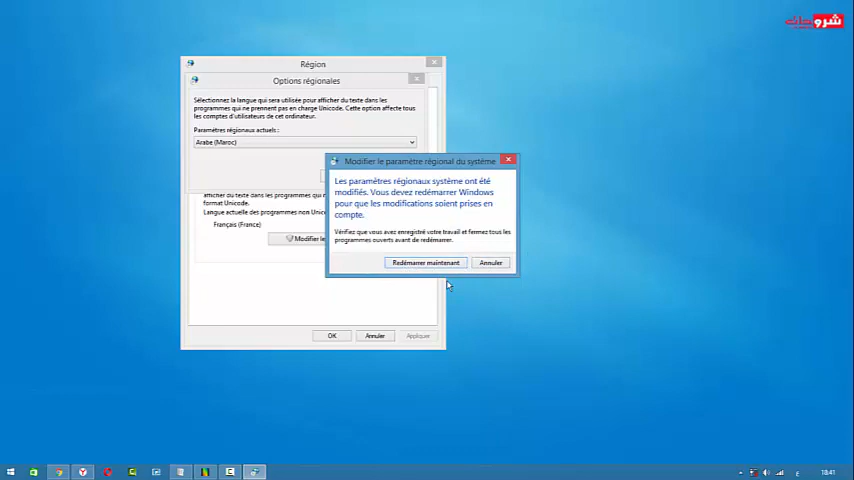 شروحات
Région
Options régionales
Sélectionnez la langue qui sera utilisée pour afficher du texte dans les
programmes qui ne prennent pas en charge Unicode. Cette option affecte tous
les comptes d'utilisateurs de cet ordinateur.
Paramètres régionaux actuels :
Arabe (Maroc)
Modifier le paramètre régional du système
Les paramètres régionaux système ont été
modifiés. Vous devez redémarrer Windows
pour que les modifications soient prises en
compte.
Vérifiez que vous avez enregistré votre travail et fermez tous les
programmes ouverts avant de redémarrer.
Redémarrer maintenant
Annuler
afficher du texte dans les programmes qui
format Unicode.
Langue actuelle des programmes non Unic
Français (France)
Modifier le
OK
Annuler
Appliquer
ع
18:41